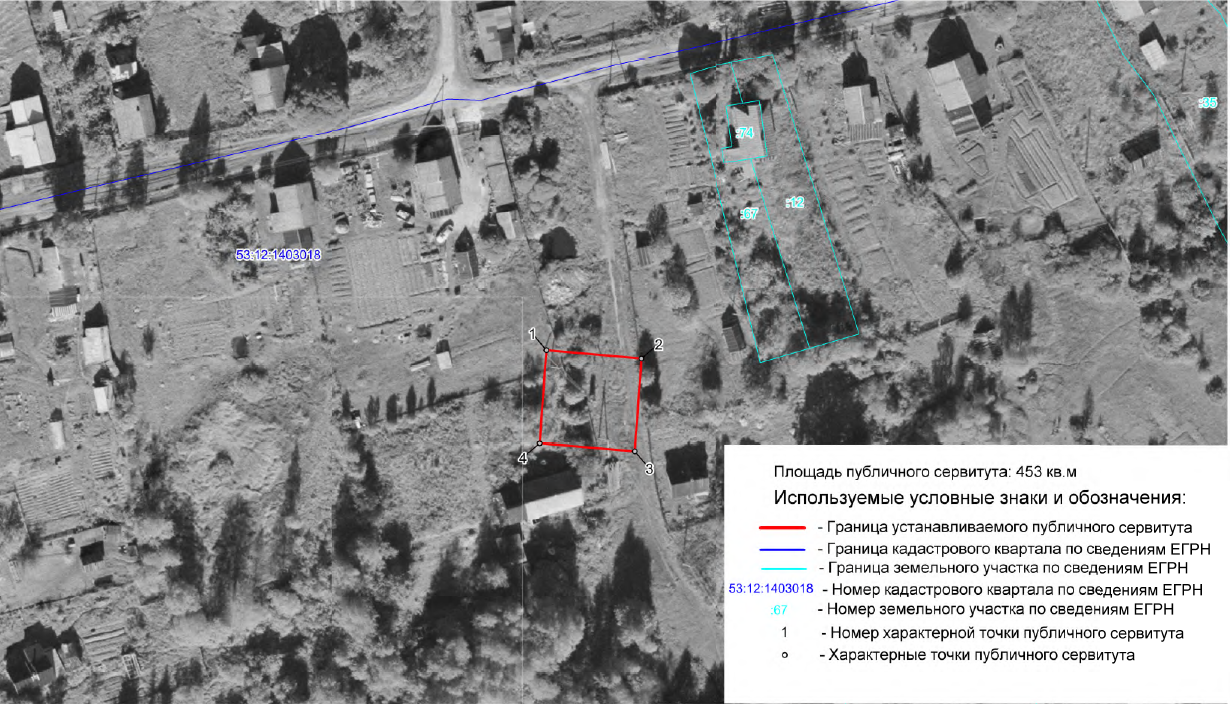 :35
:74
:67
:12
53:12:1403018
1
2
4
3
Площадь публичного сервитута: 453 кв.м
Используемые условные знаки и обозначения:
- Граница устанавливаемого публичного сервитута
- Граница кадастрового квартала по сведениям ЕГРН
- Граница земельного участка по сведениям ЕГРН
53:12:1403018 - Номер кадастрового квартала по сведениям ЕГРН
:67 - Номер земельного участка по сведениям ЕГРН
1 - Номер характерной точки публичного сервитута
- Характерные точки публичного сервитута